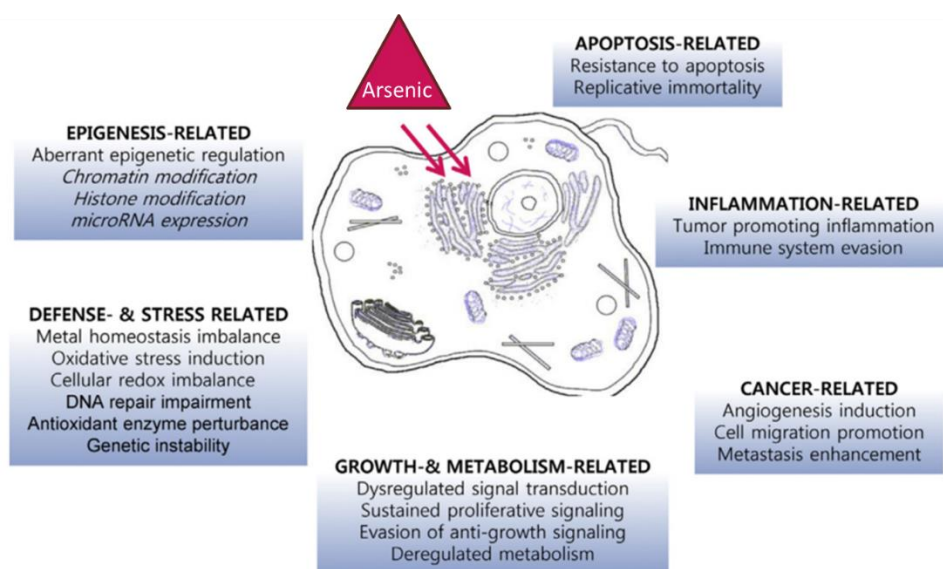 Arsenic
APOPTOSIS-RELATED
Resistance to apoptosis
Replicative immortality
EPIGENESIS-RELATED
Aberrant epigenetic regulation
Chromatin modification
Histone modification
microRNA expression
INFLAMMATION-RELATED
Tumor promoting inflammation
Immune system evasion
DEFENSE- & STRESS RELATED
Metal homeostasis imbalance
Oxidative stress induction
Cellular redox imbalance
DNA repair impairment
Antioxidant enzyme perturbance
Genetic instability
CANCER-RELATED
Angiogenesis induction
Cell migration promotion
Metastasis enhancement
GROWTH-& METABOLISM-RELATED
Dysregulated signal transduction
Sustained proliferative signaling
Evasion of anti-growth signaling
Deregulated metabolism